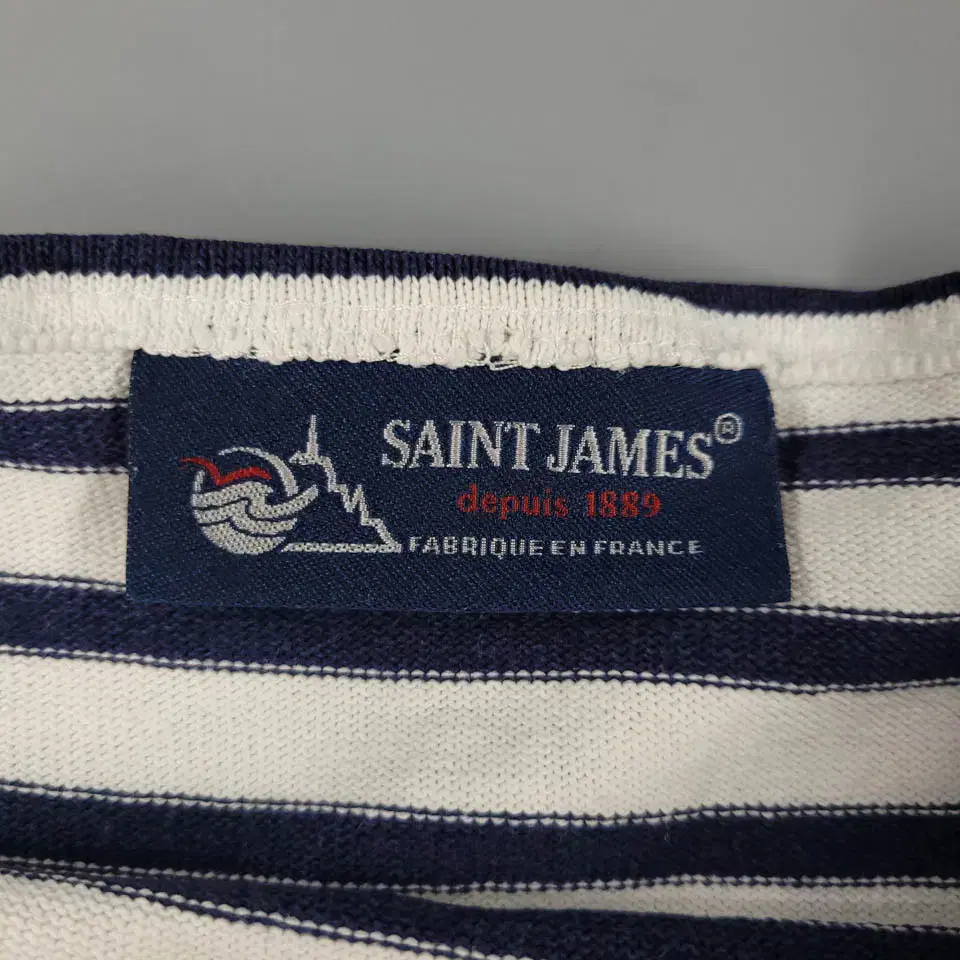 SAINT JAMES®
depuis 1889
FABRIQUE EN FRANCE